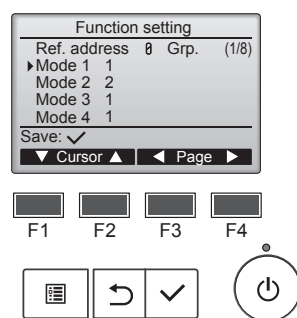 Function setting
Ref. address 0 Grp. (1/8)
Mode 1 1
Mode 2 2
Mode 3 1
Mode 4 1
Save:
Cursor Page
F1 F2 F3 F4